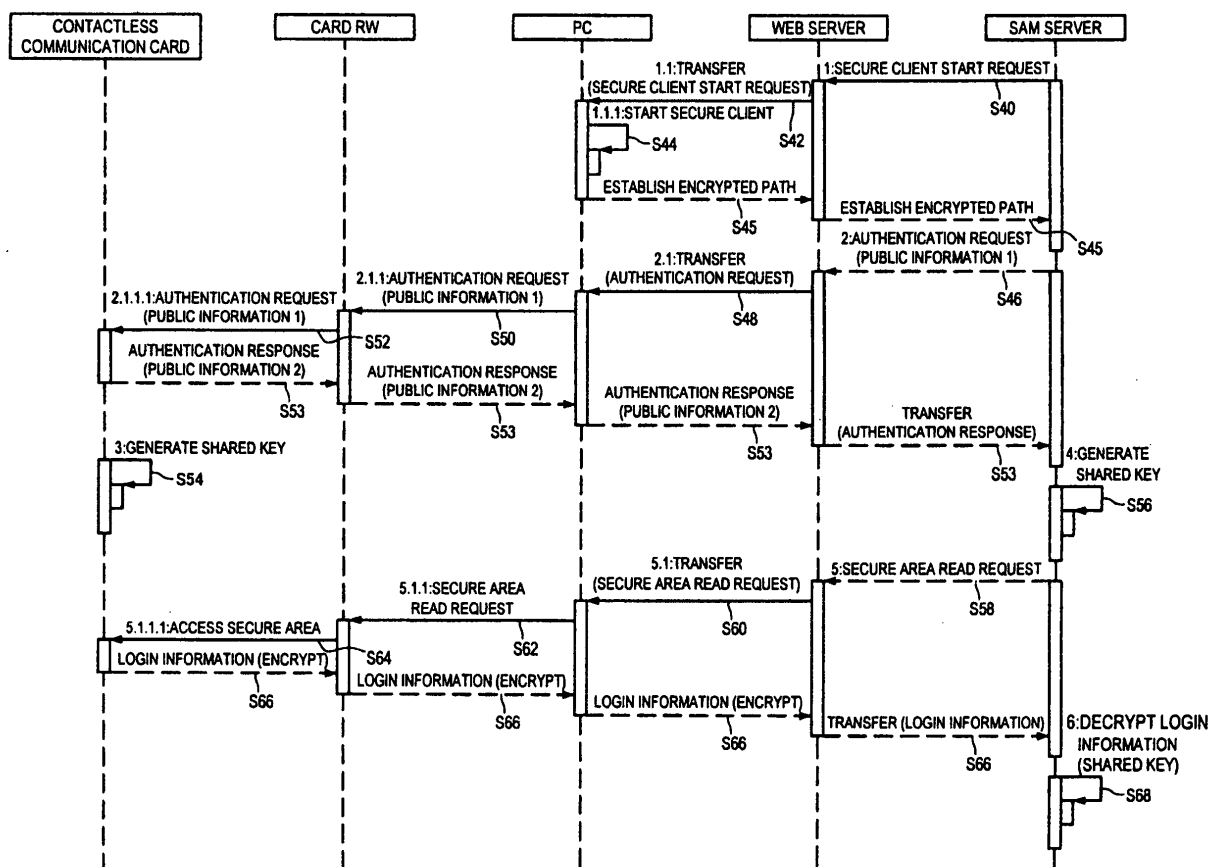 CONTACTLESS
COMMUNICATION CARD
CARD RW
PC
WEB SERVER
SAM SERVER
1.1:TRANSFER
(SECURE CLIENT START REQUEST)
1:SECURE CLIENT START REQUEST
S40
1.1.1:START SECURE CLIENT
S42
S44
ESTABLISH ENCRYPTED PATH
S45
ESTABLISH ENCRYPTED PATH
S45
2:AUTHENTICATION REQUEST
(PUBLIC INFORMATION 1)
S46
2.1:TRANSFER
(AUTHENTICATION REQUEST)
S48
2.1.1:AUTHENTICATION REQUEST
(PUBLIC INFORMATION 1)
S50
2.1.1.1:AUTHENTICATION REQUEST
(PUBLIC INFORMATION 1)
S52
AUTHENTICATION RESPONSE
(PUBLIC INFORMATION 2)
S53
AUTHENTICATION RESPONSE
(PUBLIC INFORMATION 2)
S53
AUTHENTICATION RESPONSE
(PUBLIC INFORMATION 2)
S53
TRANSFER
(AUTHENTICATION RESPONSE)
S53
3:GENERATE SHARED KEY
S54
4:GENERATE
SHARED KEY
S56
5:SECURE AREA READ REQUEST
S58
5.1:TRANSFER
(SECURE AREA READ REQUEST)
S60
5.1.1:SECURE AREA
READ REQUEST
S62
5.1.1.1:ACCESS SECURE AREA
S64
LOGIN INFORMATION (ENCRYPT)
S66
LOGIN INFORMATION (ENCRYPT)
S66
LOGIN INFORMATION (ENCRYPT)
S66
TRANSFER (LOGIN INFORMATION)
S66
6:DECRYPT LOGIN
INFORMATION
(SHARED KEY)
S68